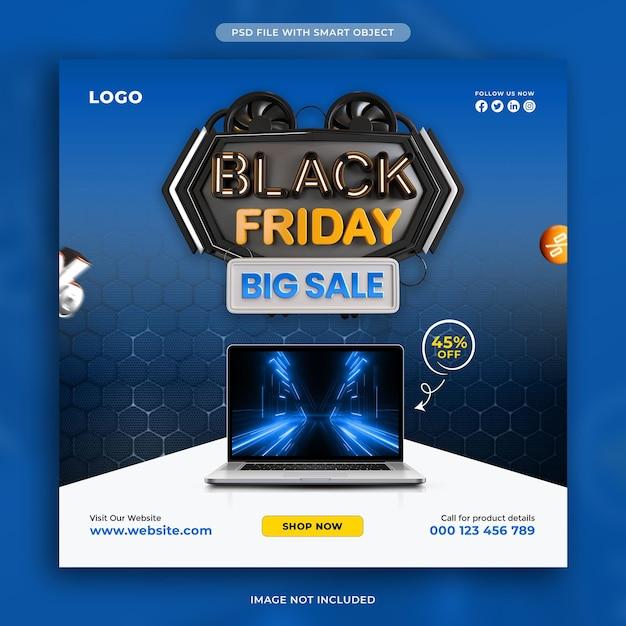 PSD FILE WITH SMART OBJECT
LOGO
FOLLOW US NOW
BLACK
FRIDAY
BIG SALE
%
%
45%
OFF
Visit Our Website
www.website.com
SHOP NOW
Call for product details
000 123 456 789
IMAGE NOT INCLUDED